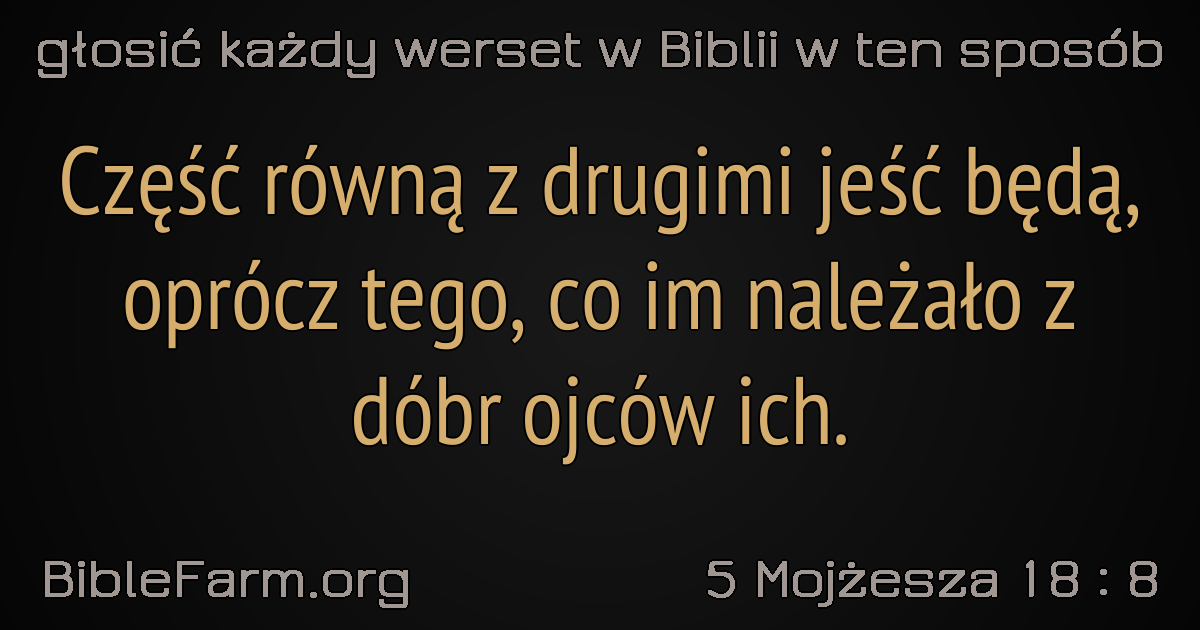 głosić każdy werset w Biblii w ten sposób
Część równą z drugimi jeść będą,
oprócz tego, co im należało z
dóbr ojców ich.
BibleFarm.org
5 Mojżesza 18 : 8